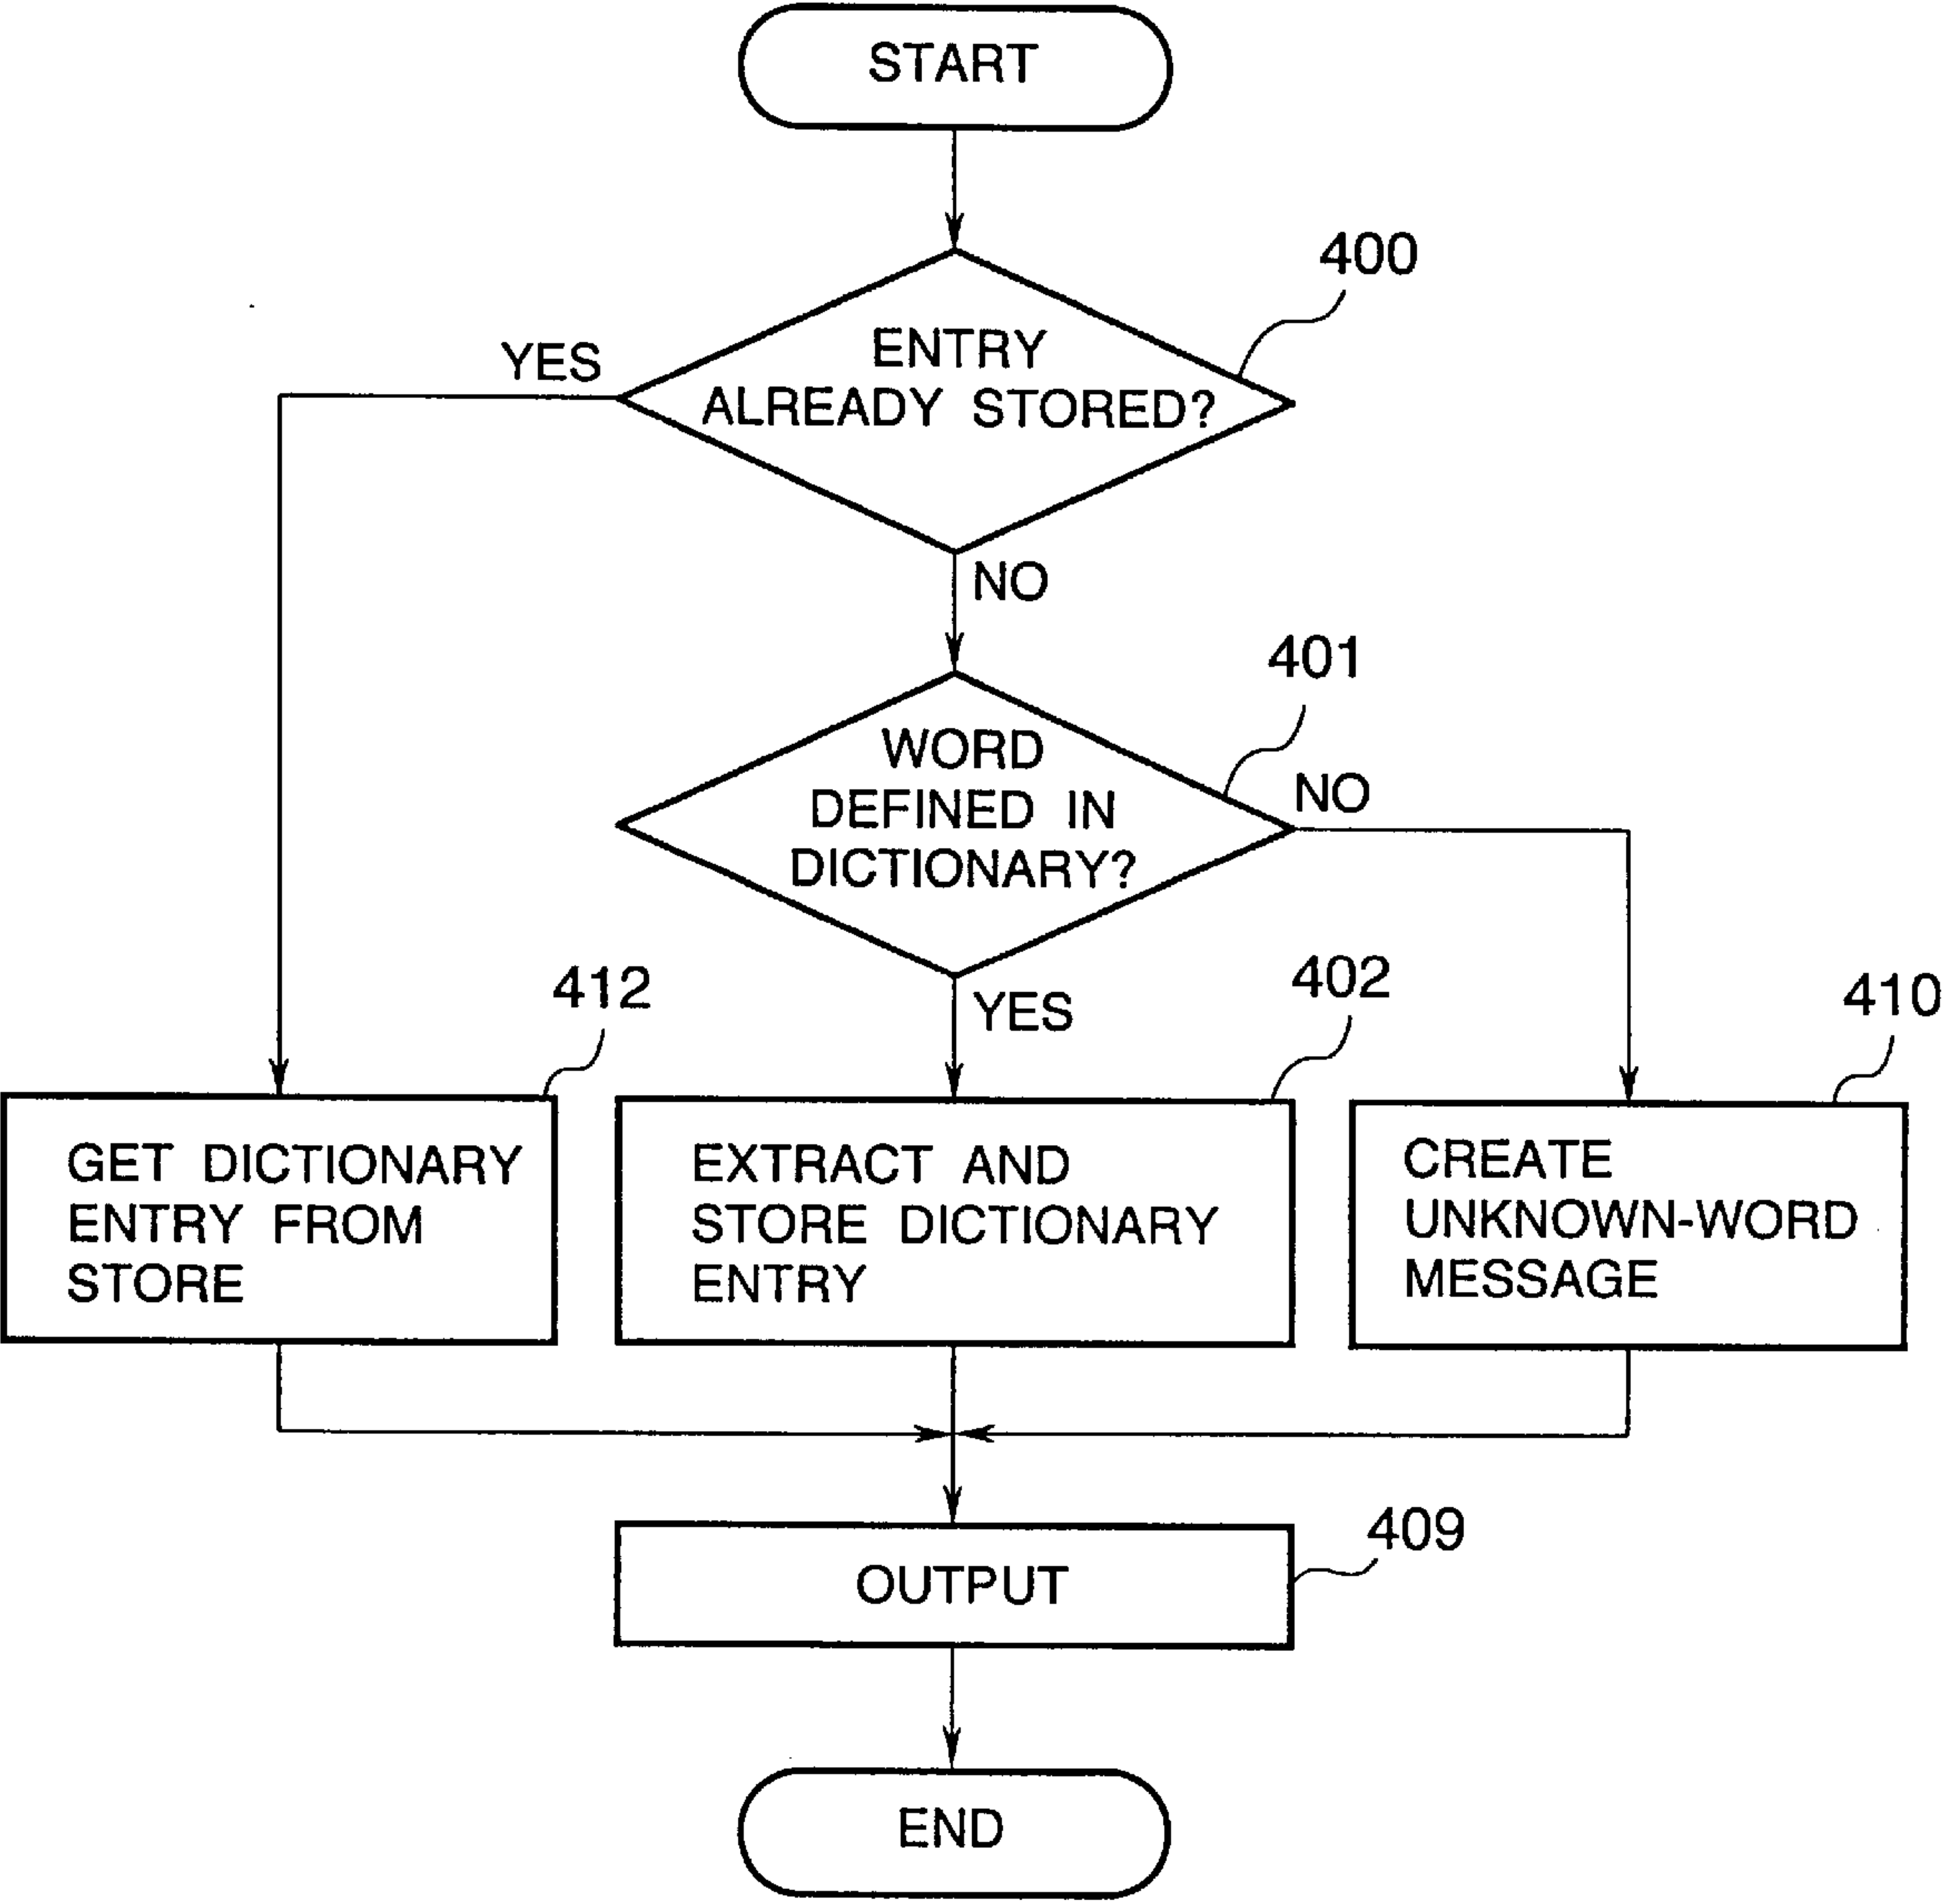 START
400
ENTRY
ALREADY STORED?
YES
NO
401
WORD
DEFINED IN
DICTIONARY?
NO
YES
412
402
410
GET DICTIONARY
ENTRY FROM
STORE
EXTRACT AND
STORE DICTIONARY
ENTRY
CREATE
UNKNOWN-WORD
MESSAGE
409
OUTPUT
END